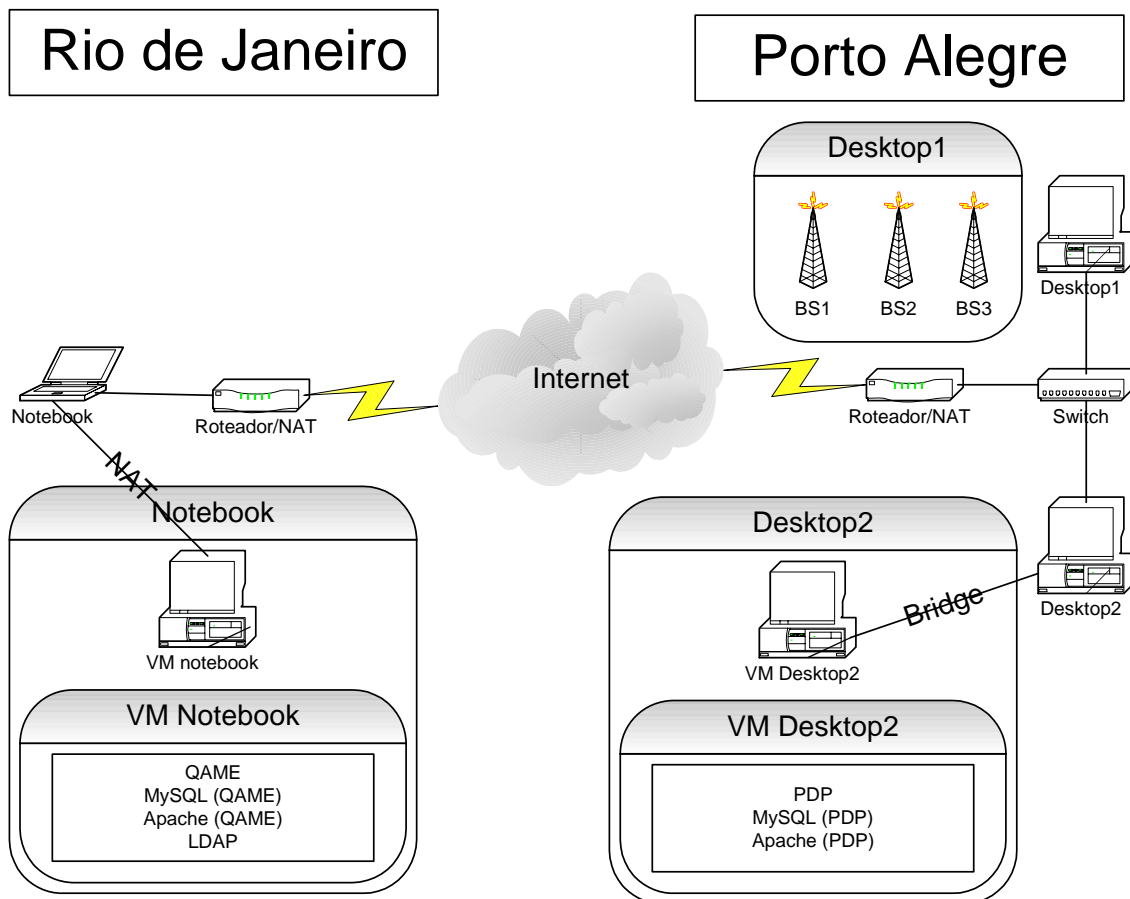 Rio de Janeiro
Porto Alegre
Desktop1
BS1
BS2
BS3
Desktop1
Internet
Notebook
Roteador/NAT
Roteador/NAT
Switch
NAT
Notebook
VM notebook
VM Notebook
QAME
MySQL (QAME)
Apache (QAME)
LDAP
Desktop2
Desktop2
Bridge
VM Desktop2
VM Desktop2
PDP
MySQL (PDP)
Apache (PDP)